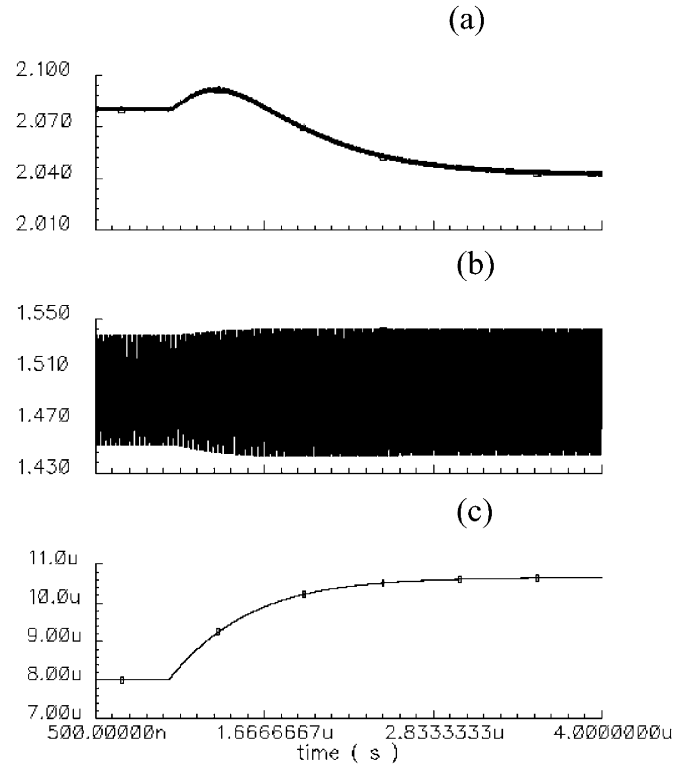 (a)
2.100
2.070
2.040
2.010
(b)
1.550
1.510
1.470
1.430
(c)
11.0u
10.0u
9.00u
8.00u
7.00u
500.00000n 1.6666667u 2.8333333u 4.0000000u
time ( s )